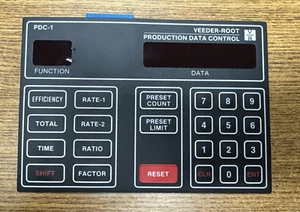 PDC-1
VEEDER-ROOT
PRODUCTION DATA CONTROL
V
R
FUNCTION
DATA
EFFICIENCY
RATE-1
PRESET
COUNT
7
8
9
TOTAL
RATE-2
PRESET
LIMIT
4
5
6
TIME
RATIO
1
2
3
SHIFT
FACTOR
RESET
CLR
0
ENT